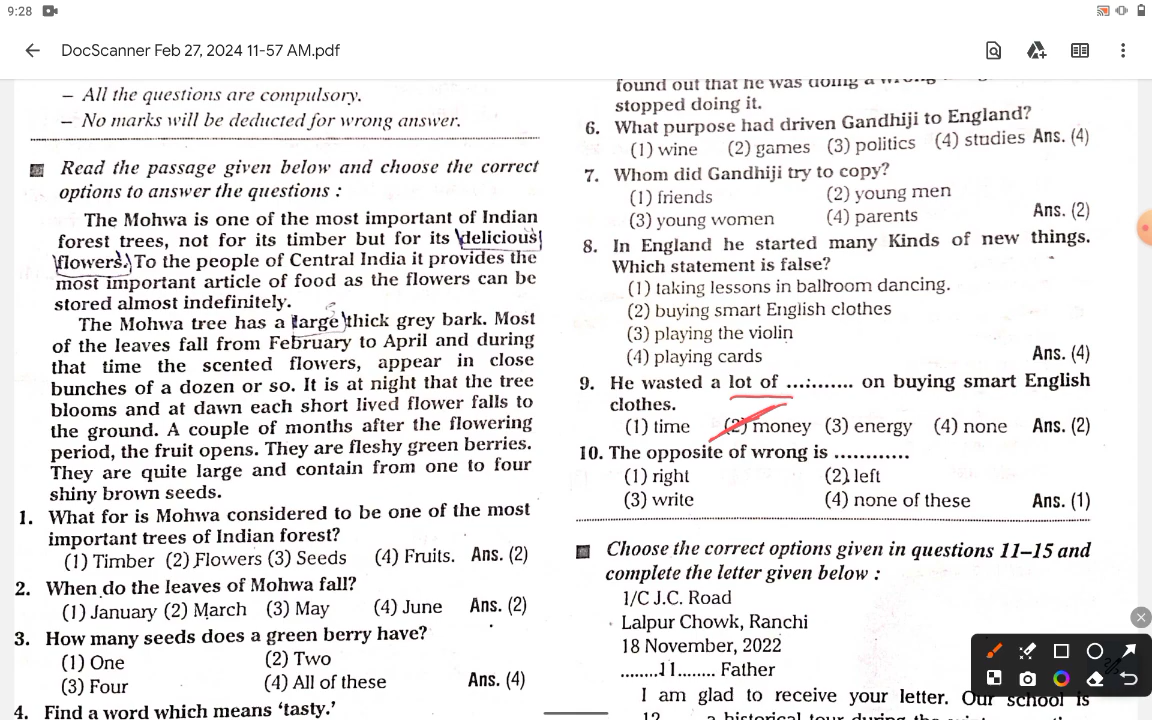 9:28
DocScanner Feb 27, 2024 11-57 AM.pdf
– All the questions are compulsory.
– No marks will be deducted for wrong answer.
Read the passage given below and choose the correct
options to answer the questions :
The Mohwa is one of the most important of Indian
forest trees, not for its timber but for its delicious
flowers. To the people of Central India it provides the
most important article of food as the flowers can be
stored almost indefinitely.
The Mohwa tree has a large thick grey bark. Most
of the leaves fall from February to April and during
that time the scented flowers, appear in close
bunches of a dozen or so. It is at night that the tree
blooms and at dawn each short lived flower falls to
the ground. A couple of months after the flowering
period, the fruit opens. They are fleshy green berries.
They are quite large and contain from one to four
shiny brown seeds.
1. What for is Mohwa considered to be one of the most
important trees of Indian forest?
(1) Timber (2) Flowers (3) Seeds (4) Fruits. Ans. (2)
2. When do the leaves of Mohwa fall?
(1) January (2) March (3) May (4) June Ans. (2)
3. How many seeds does a green berry have?
(1) One (2) Two
(3) Four (4) All of these Ans. (4)
4. Find a word which means ‘tasty.’
found out that he was doing a
stopped doing it.
6. What purpose had driven Gandhiji to England?
(1) wine (2) games (3) politics (4) studies Ans. (4)
7. Whom did Gandhiji try to copy?
(1) friends (2) young men
(3) young women (4) parents Ans. (2)
8. In England he started many Kinds of new things.
Which statement is false?
(1) taking lessons in ballroom dancing.
(2) buying smart English clothes
(3) playing the violin
(4) playing cards Ans. (4)
9. He wasted a lot of ........... on buying smart English
clothes.
(1) time (2) money (3) energy (4) none Ans. (2)
10. The opposite of wrong is ............
(1) right (2) left
(3) write (4) none of these Ans. (1)
Choose the correct options given in questions 11–15 and
complete the letter given below :
1/C J.C. Road
Lalpur Chowk, Ranchi
18 November, 2022
........11........ Father
I am glad to receive your letter. Our school is
12 a historical tour during the